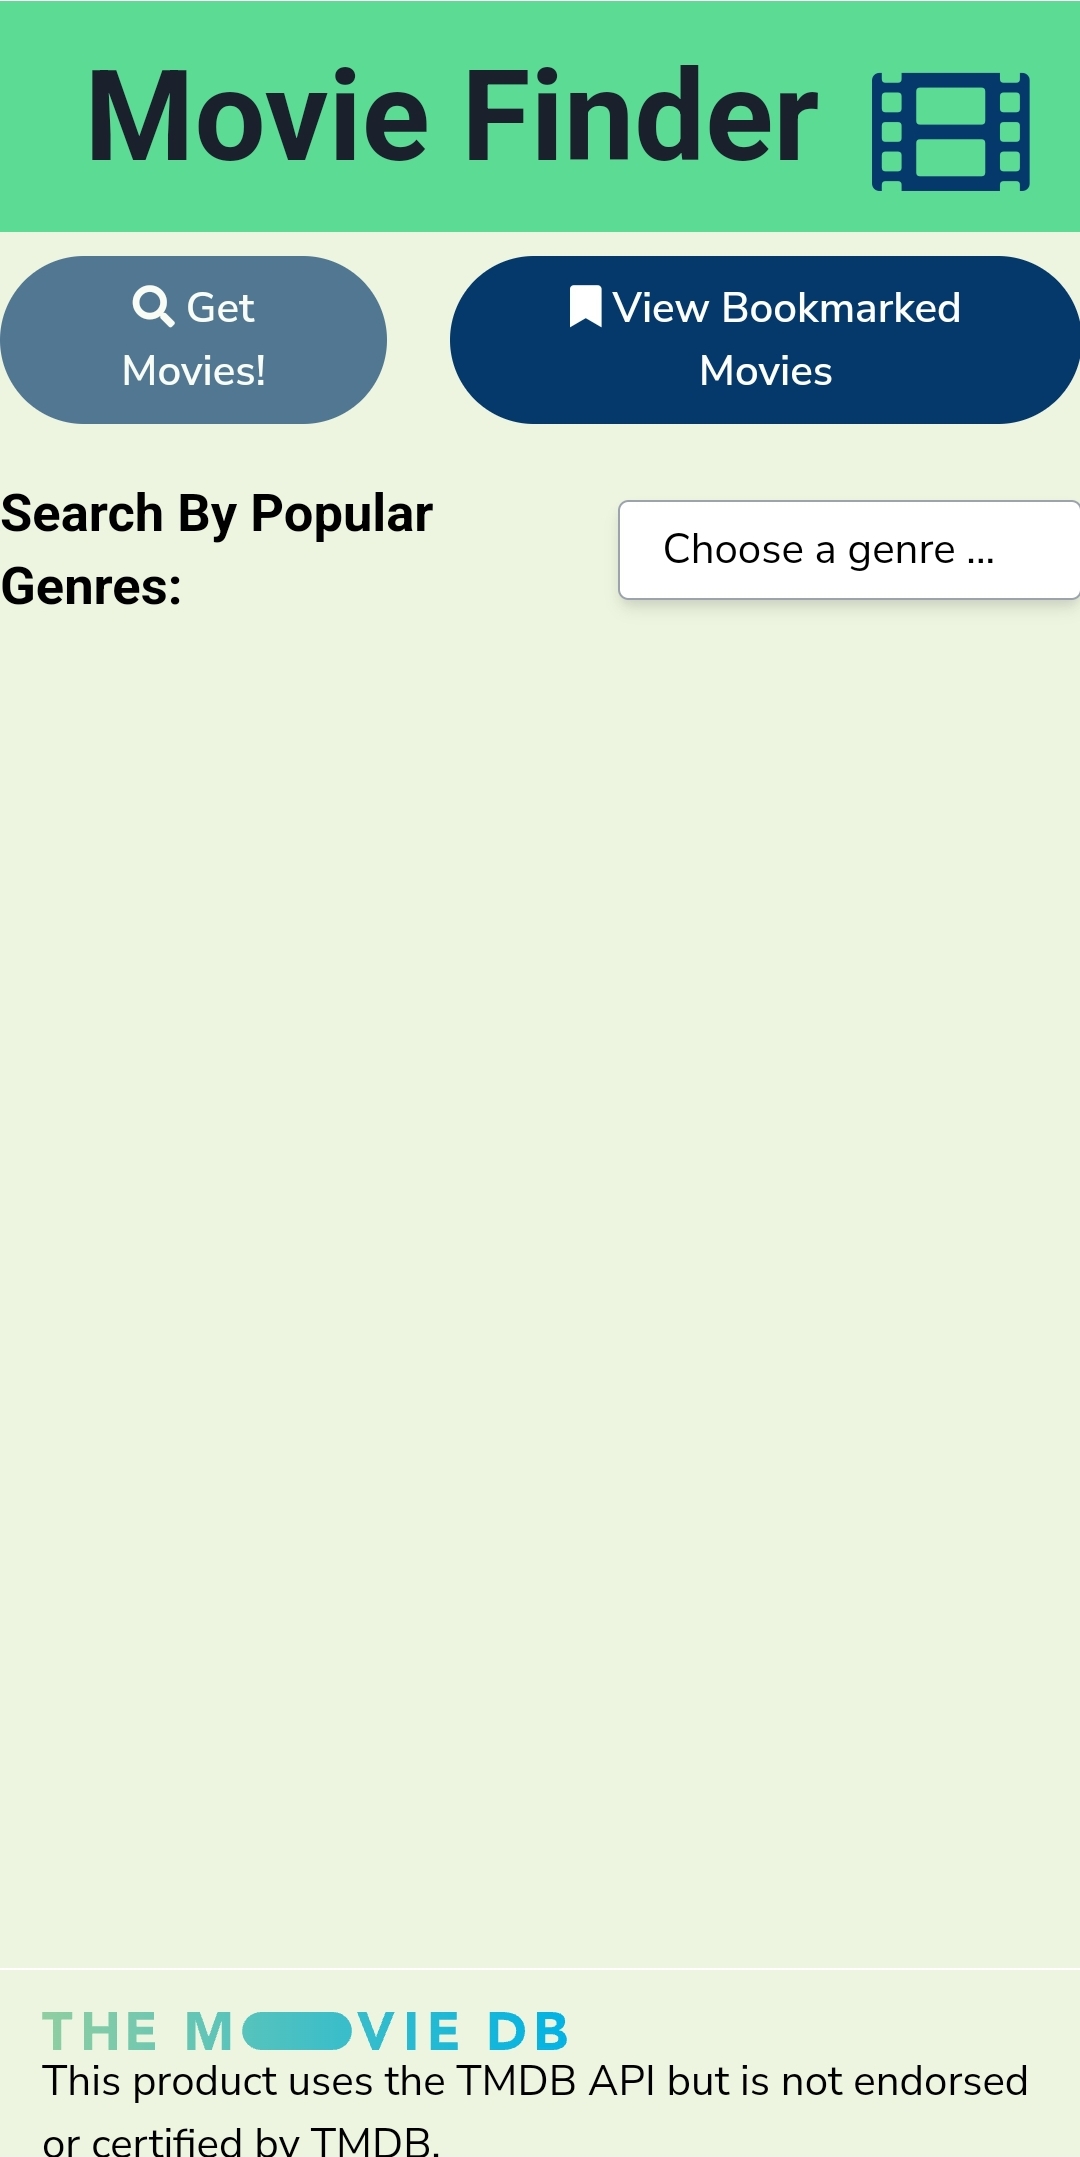 Movie Finder
Get
Movies!
View Bookmarked
Movies
Search By Popular
Genres:
Choose a genre ...
THE MOVIE DB
This product uses the TMDB API but is not endorsed
or certified by TMDB.